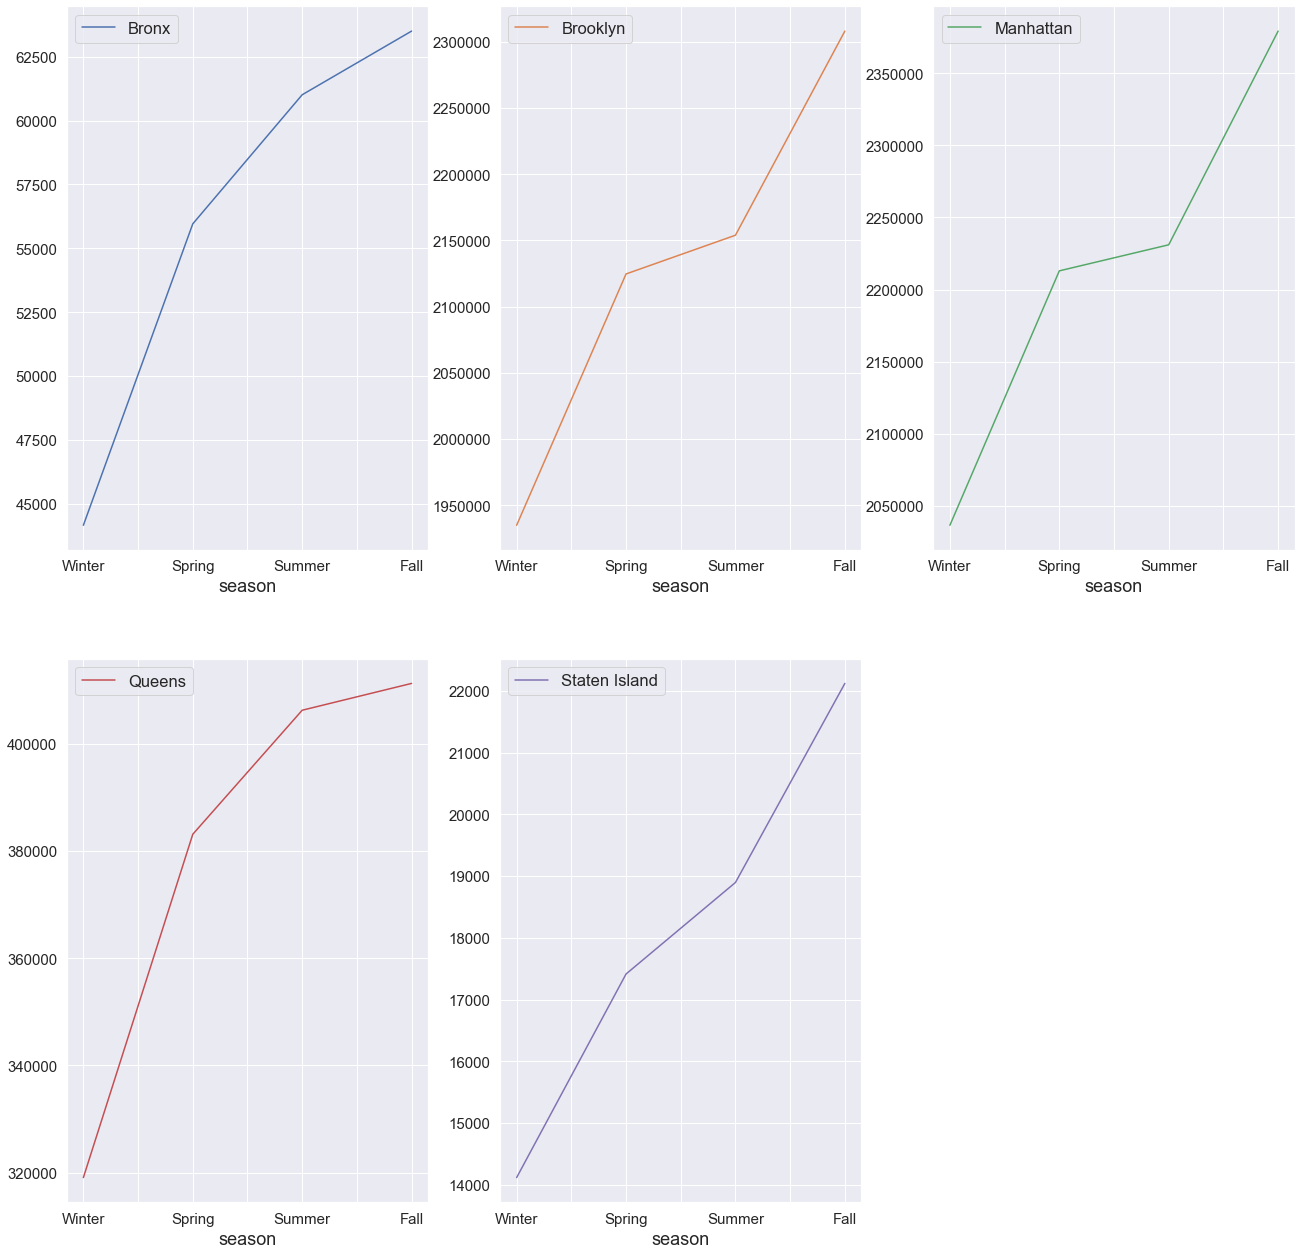 Bronx
62500
60000
57500
55000
52500
50000
47500
45000
Winter Spring Summer Fall
season
Brooklyn
2300000
2250000
2200000
2150000
2100000
2050000
2000000
1950000
Winter Spring Summer Fall
season
Manhattan
2350000
2300000
2250000
2200000
2150000
2100000
2050000
Winter Spring Summer Fall
season
Queens
400000
380000
360000
340000
320000
Winter Spring Summer Fall
season
Staten Island
22000
21000
20000
19000
18000
17000
16000
15000
14000
Winter Spring Summer Fall
season